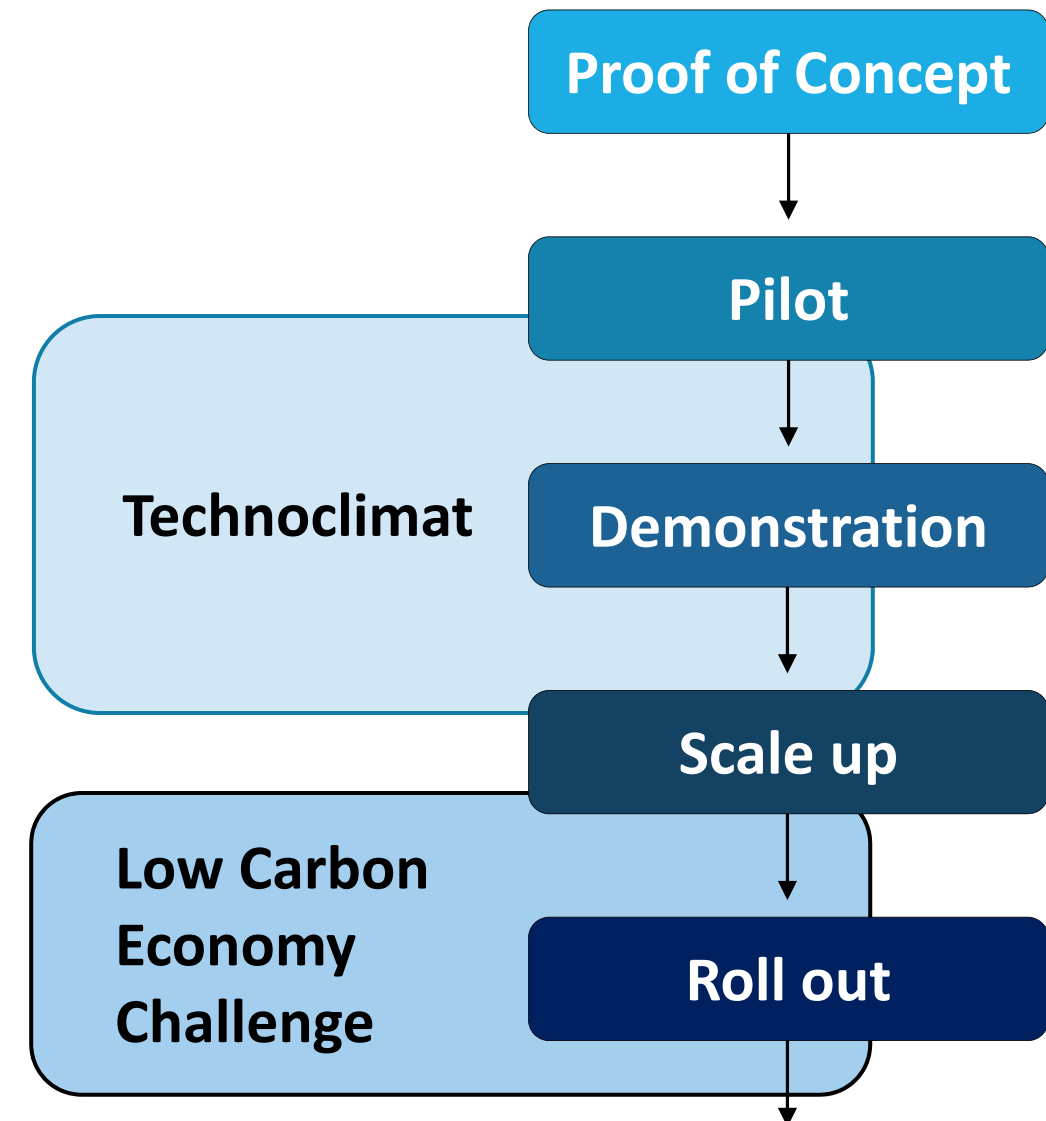 Proof of Concept
Pilot
Technoclimat
Demonstration
Scale up
Low Carbon
Economy
Challenge
Roll out